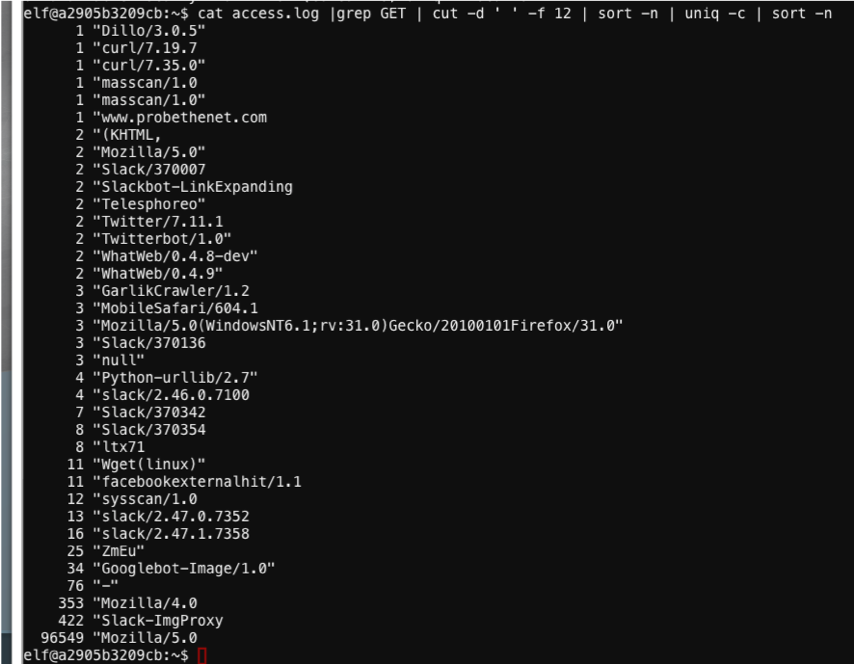 elf@a2905b3209cb:~$ cat access.log |grep GET | cut -d ' ' -f 12 | sort -n | uniq -c | sort -n
1 "Dillo/3.0.5"
1 "curl/7.19.7
1 "curl/7.35.0"
1 "masscan/1.0
1 "masscan/1.0"
1 "www.probethenet.com
2 "(KHTML,
2 "Mozilla/5.0"
2 "Slack/370007
2 "Slackbot-LinkExpanding
2 "Telesphoreo"
2 "Twitter/7.11.1
2 "Twitterbot/1.0"
2 "WhatWeb/0.4.8-dev"
2 "WhatWeb/0.4.9"
3 "GarlikCrawler/1.2
3 "MobileSafari/604.1
3 "Mozilla/5.0(WindowsNT6.1;rv:31.0)Gecko/20100101Firefox/31.0"
3 "Slack/370136
3 "null"
4 "Python-urllib/2.7"
4 "slack/2.46.0.7100
7 "Slack/370342
8 "Slack/370354
8 "ltx71
11 "Wget(linux)"
11 "facebookexternalhit/1.1
12 "sysscan/1.0
13 "slack/2.47.0.7352
16 "slack/2.47.1.7358
25 "ZmEu"
34 "Googlebot-Image/1.0"
76 "-"
353 "Mozilla/4.0
422 "Slack-ImgProxy
96549 "Mozilla/5.0
elf@a2905b3209cb:~$